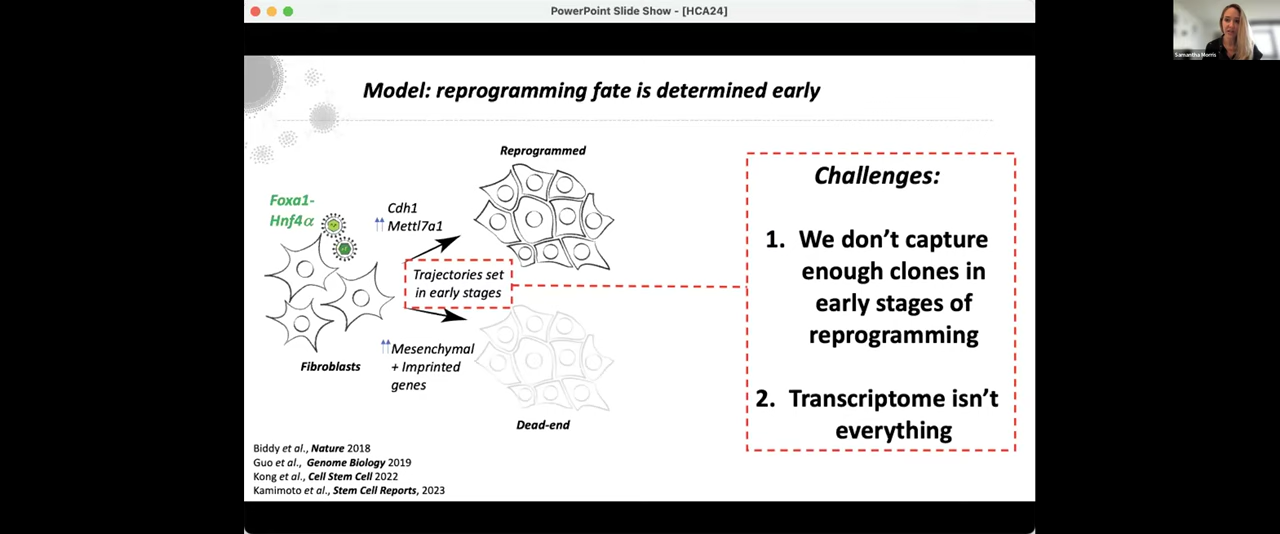 PowerPoint Slide Show - [HCA24]
Samantha Morris
Model: reprogramming fate is determined early
Reprogrammed
Foxa1-
Hnf4α
Cdh1
Mettl7a1
Trajectories set
in early stages
Fibroblasts
Mesenchymal
+ Imprinted
genes
Dead-end
Challenges:
1. We don't capture
enough clones in
early stages of
reprogramming
2. Transcriptome isn't
everything
Biddy et al., Nature 2018
Guo et al., Genome Biology 2019
Kong et al., Cell Stem Cell 2022
Kamimoto et al., Stem Cell Reports, 2023